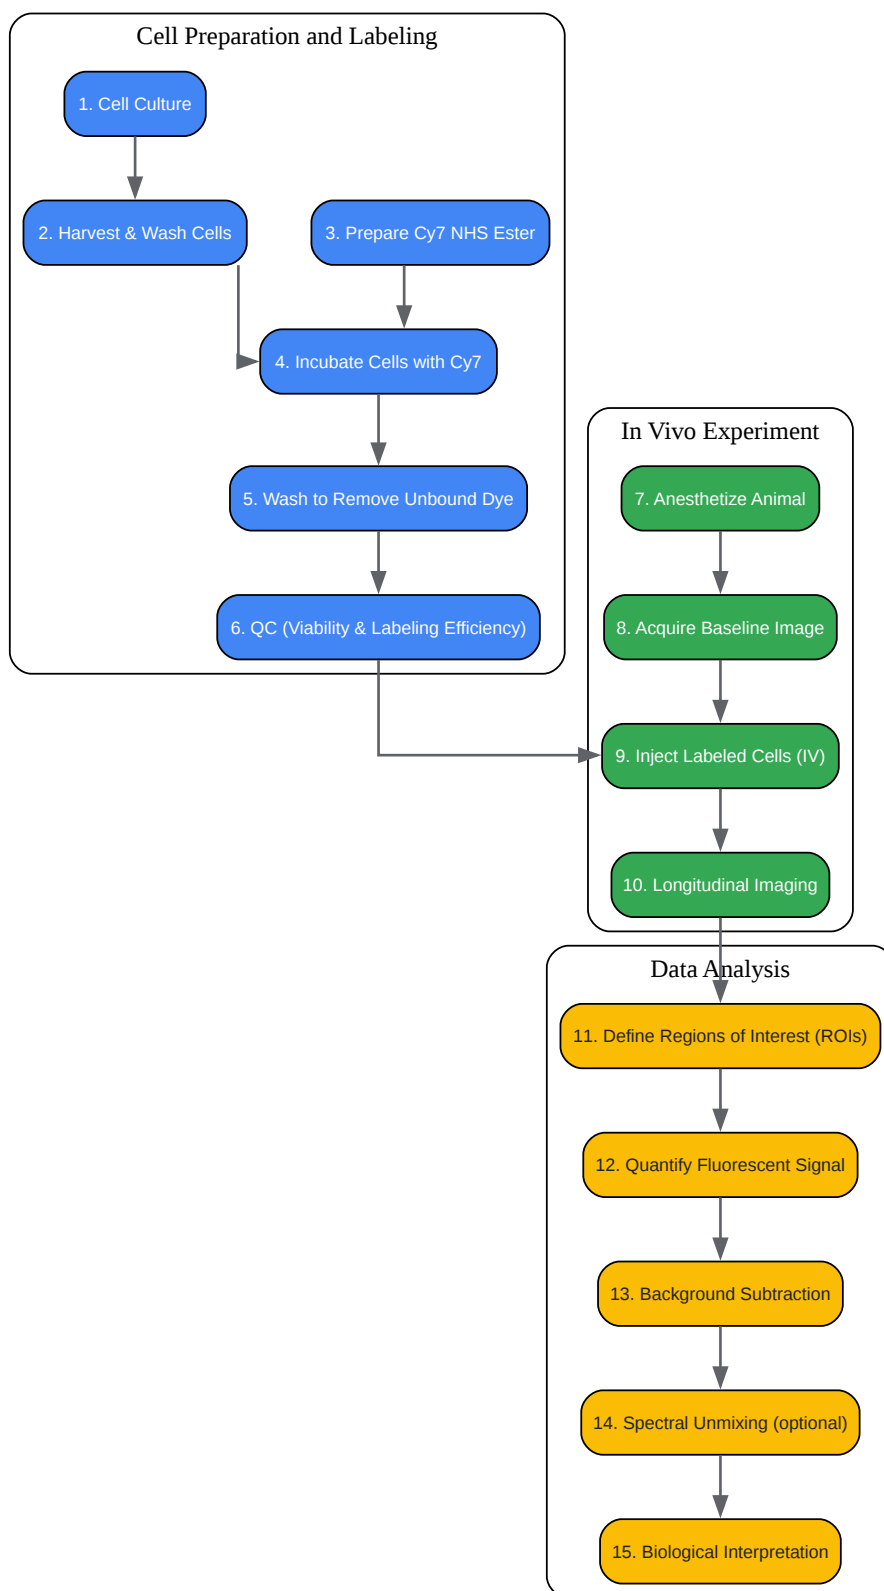 Cell Preparation and Labeling
1. Cell Culture
2. Harvest & Wash Cells
3. Prepare Cy7 NHS Ester
4. Incubate Cells with Cy7
5. Wash to Remove Unbound Dye
6. QC (Viability & Labeling Efficiency)
In Vivo Experiment
7. Anesthetize Animal
8. Acquire Baseline Image
9. Inject Labeled Cells (IV)
10. Longitudinal Imaging
Data Analysis
11. Define Regions of Interest (ROIs)
12. Quantify Fluorescent Signal
13. Background Subtraction
14. Spectral Unmixing (optional)
15. Biological Interpretation